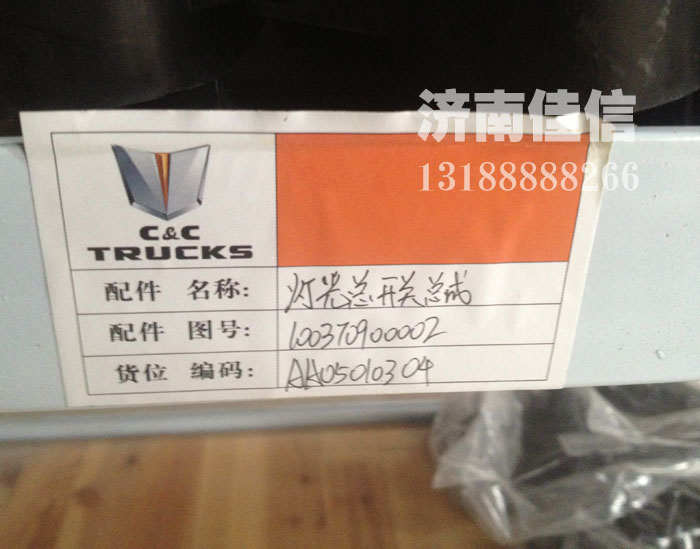 济南佳信
13188888266
C&C
TRUCKS
配件 名称: 灯光总开关总成
配件 图号: 100370900002
货位 编码: AA05010304